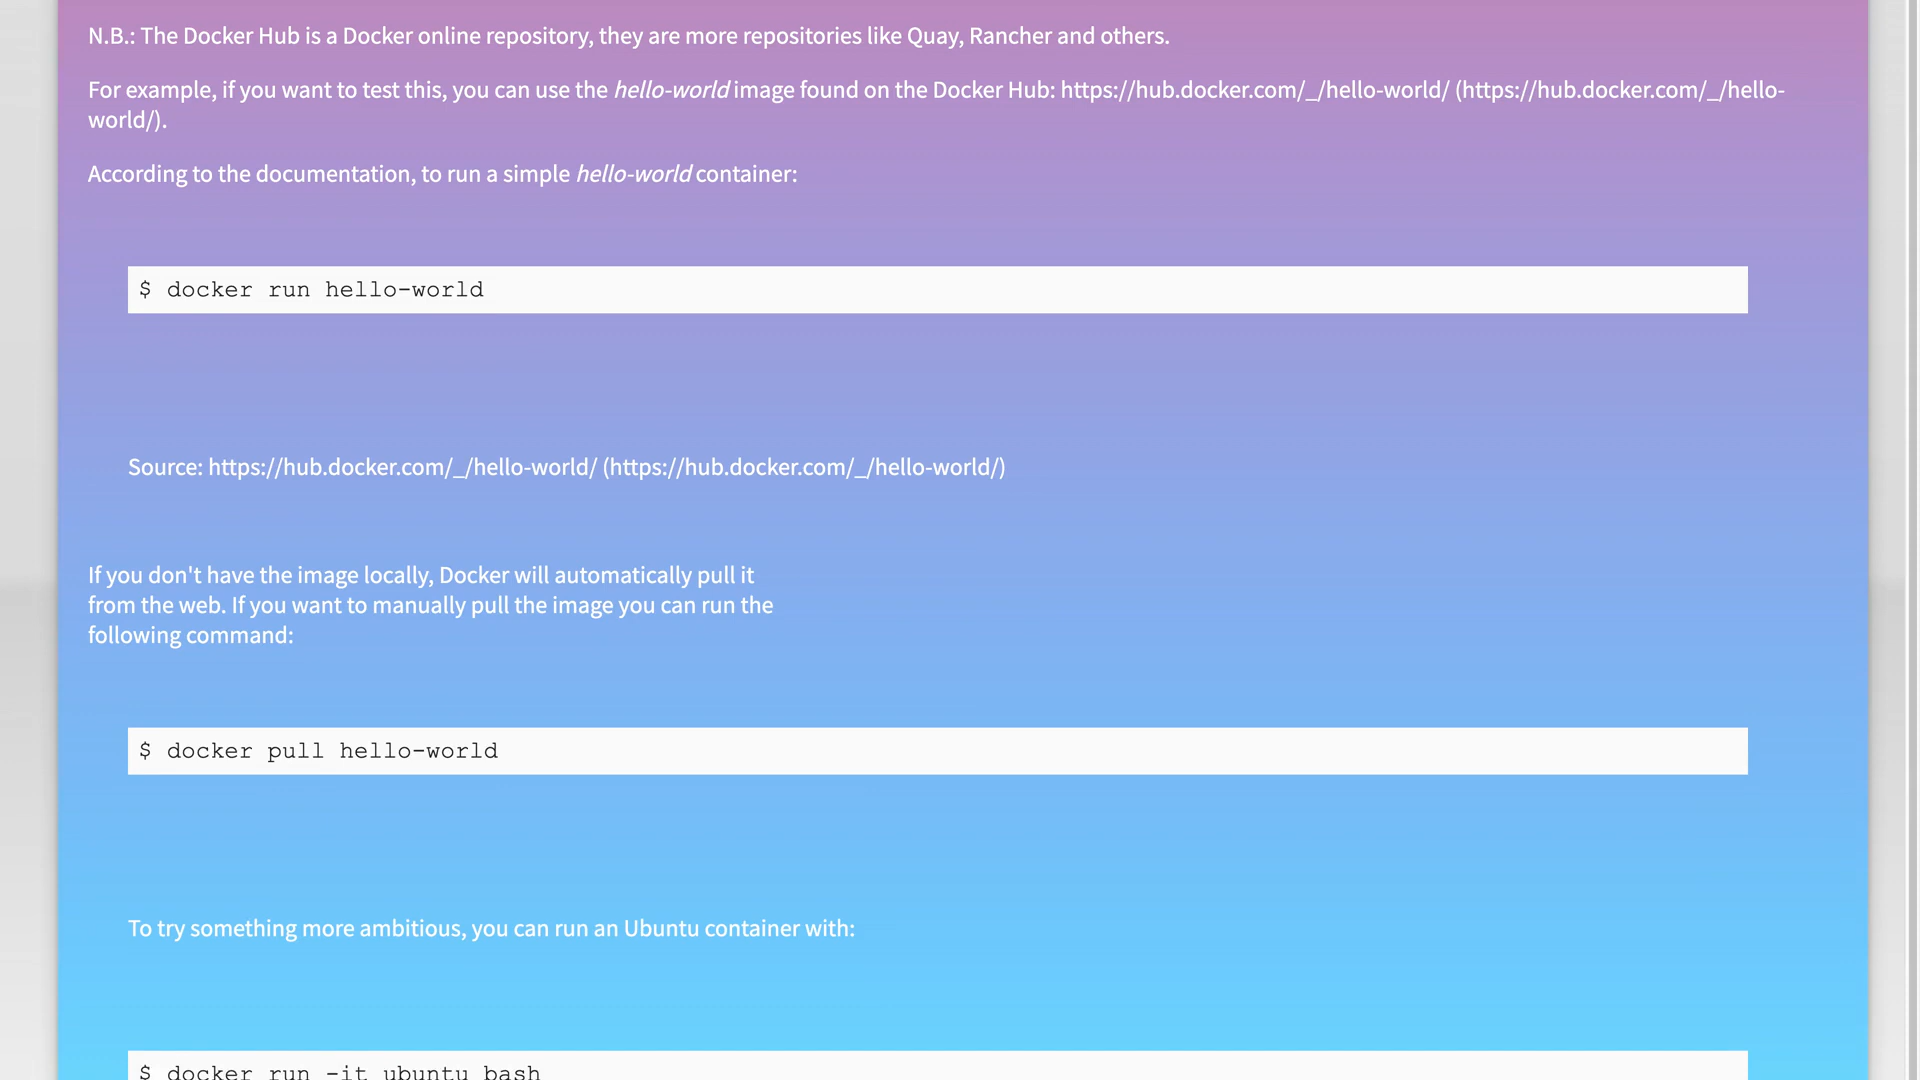 N.B.: The Docker Hub is a Docker online repository, they are more repositories like Quay, Rancher and others.
For example, if you want to test this, you can use the hello-world image found on the Docker Hub: https://hub.docker.com/_/hello-world/ (https://hub.docker.com/_/hello-
world/).
According to the documentation, to run a simple hello-world container:
$ docker run hello-world
Source: https://hub.docker.com/_/hello-world/ (https://hub.docker.com/_/hello-world/)
If you don't have the image locally, Docker will automatically pull it
from the web. If you want to manually pull the image you can run the
following command:
$ docker pull hello-world
To try something more ambitious, you can run an Ubuntu container with:
$ docker run -it ubuntu bash